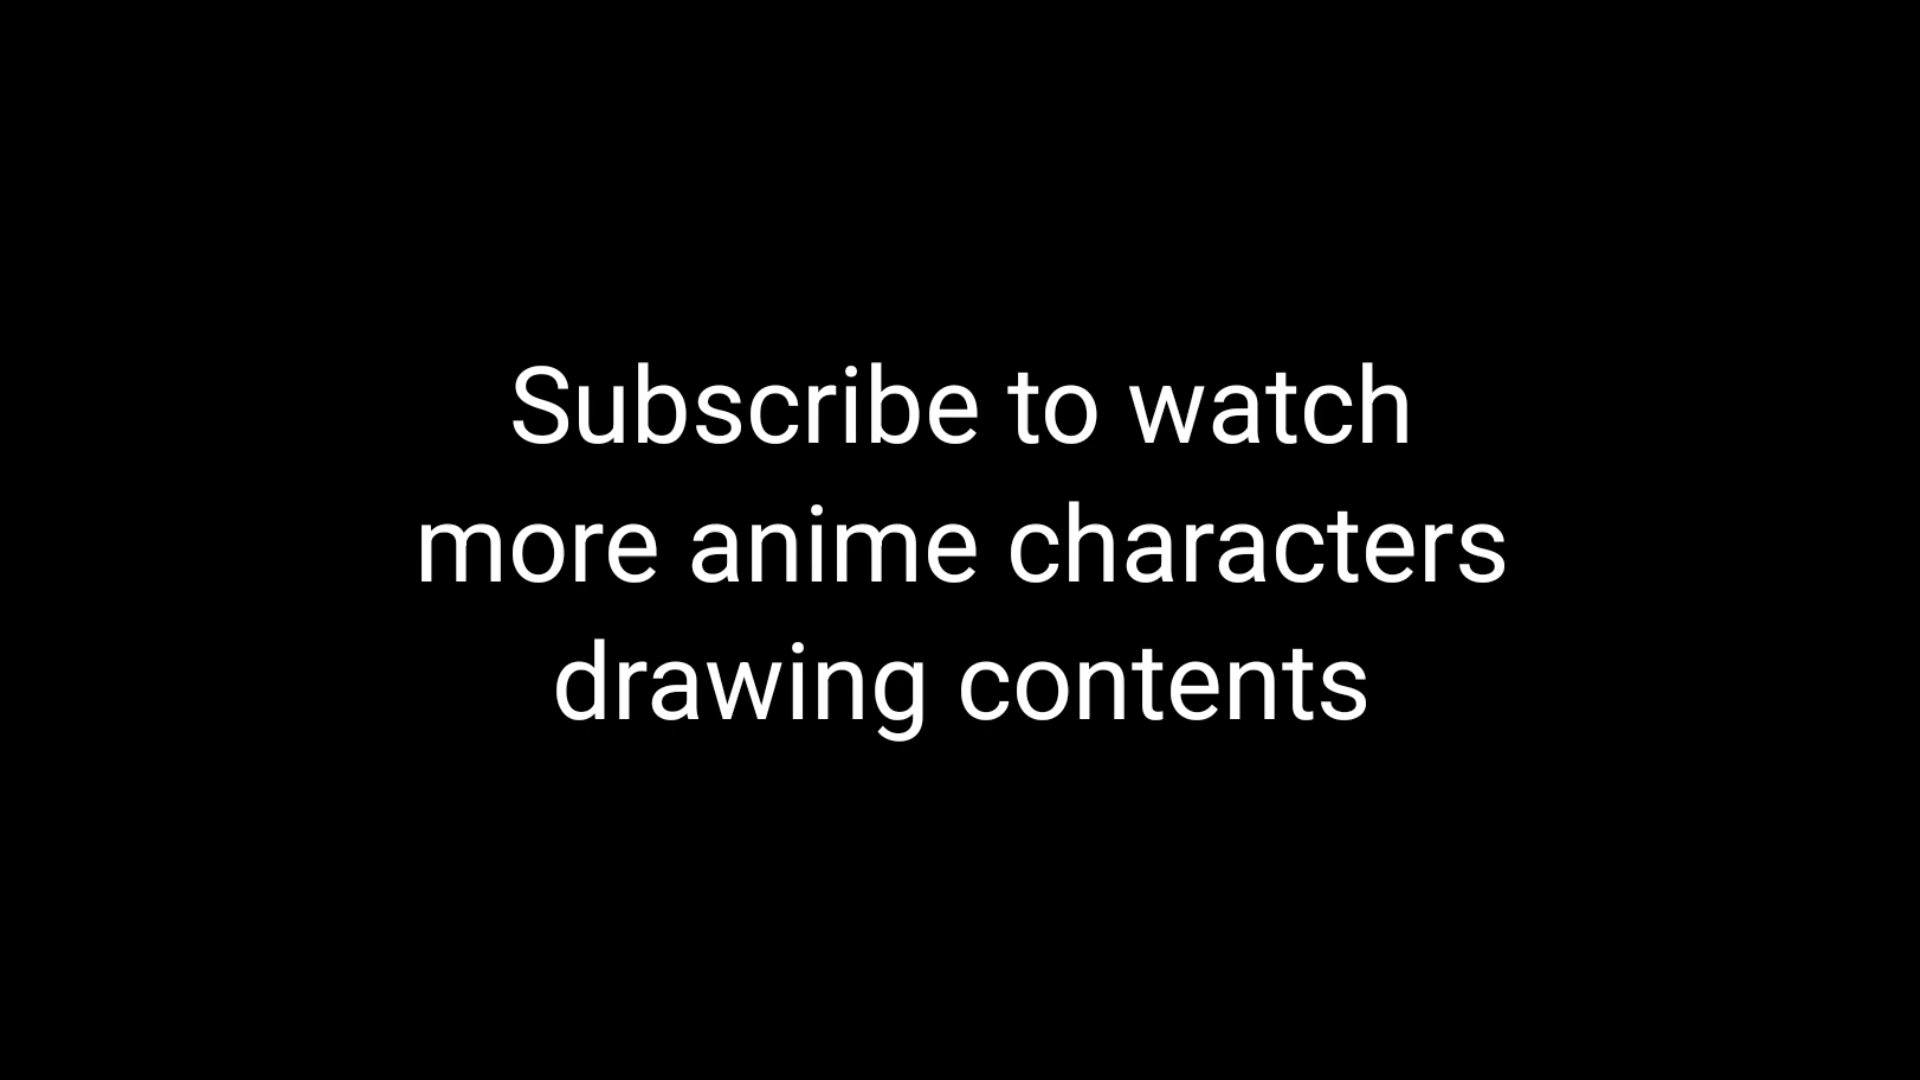 Subscribe to watch
more anime characters
drawing contents